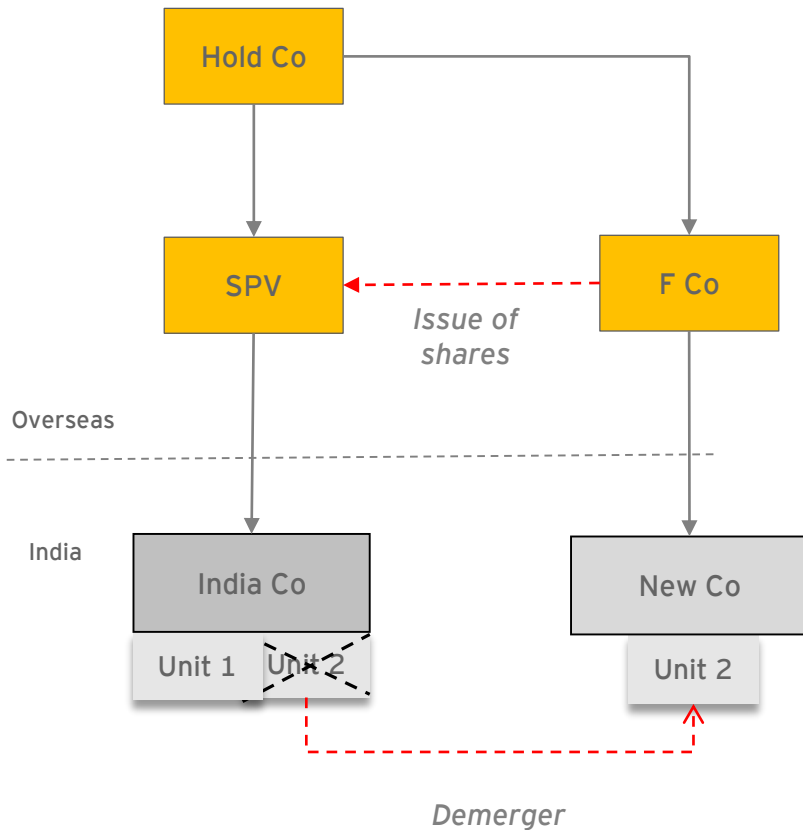 Hold Co
SPV
F Co
Issue of
shares
Overseas
India
India Co
New Co
Unit 1
Unit 2
Unit 2
Demerger